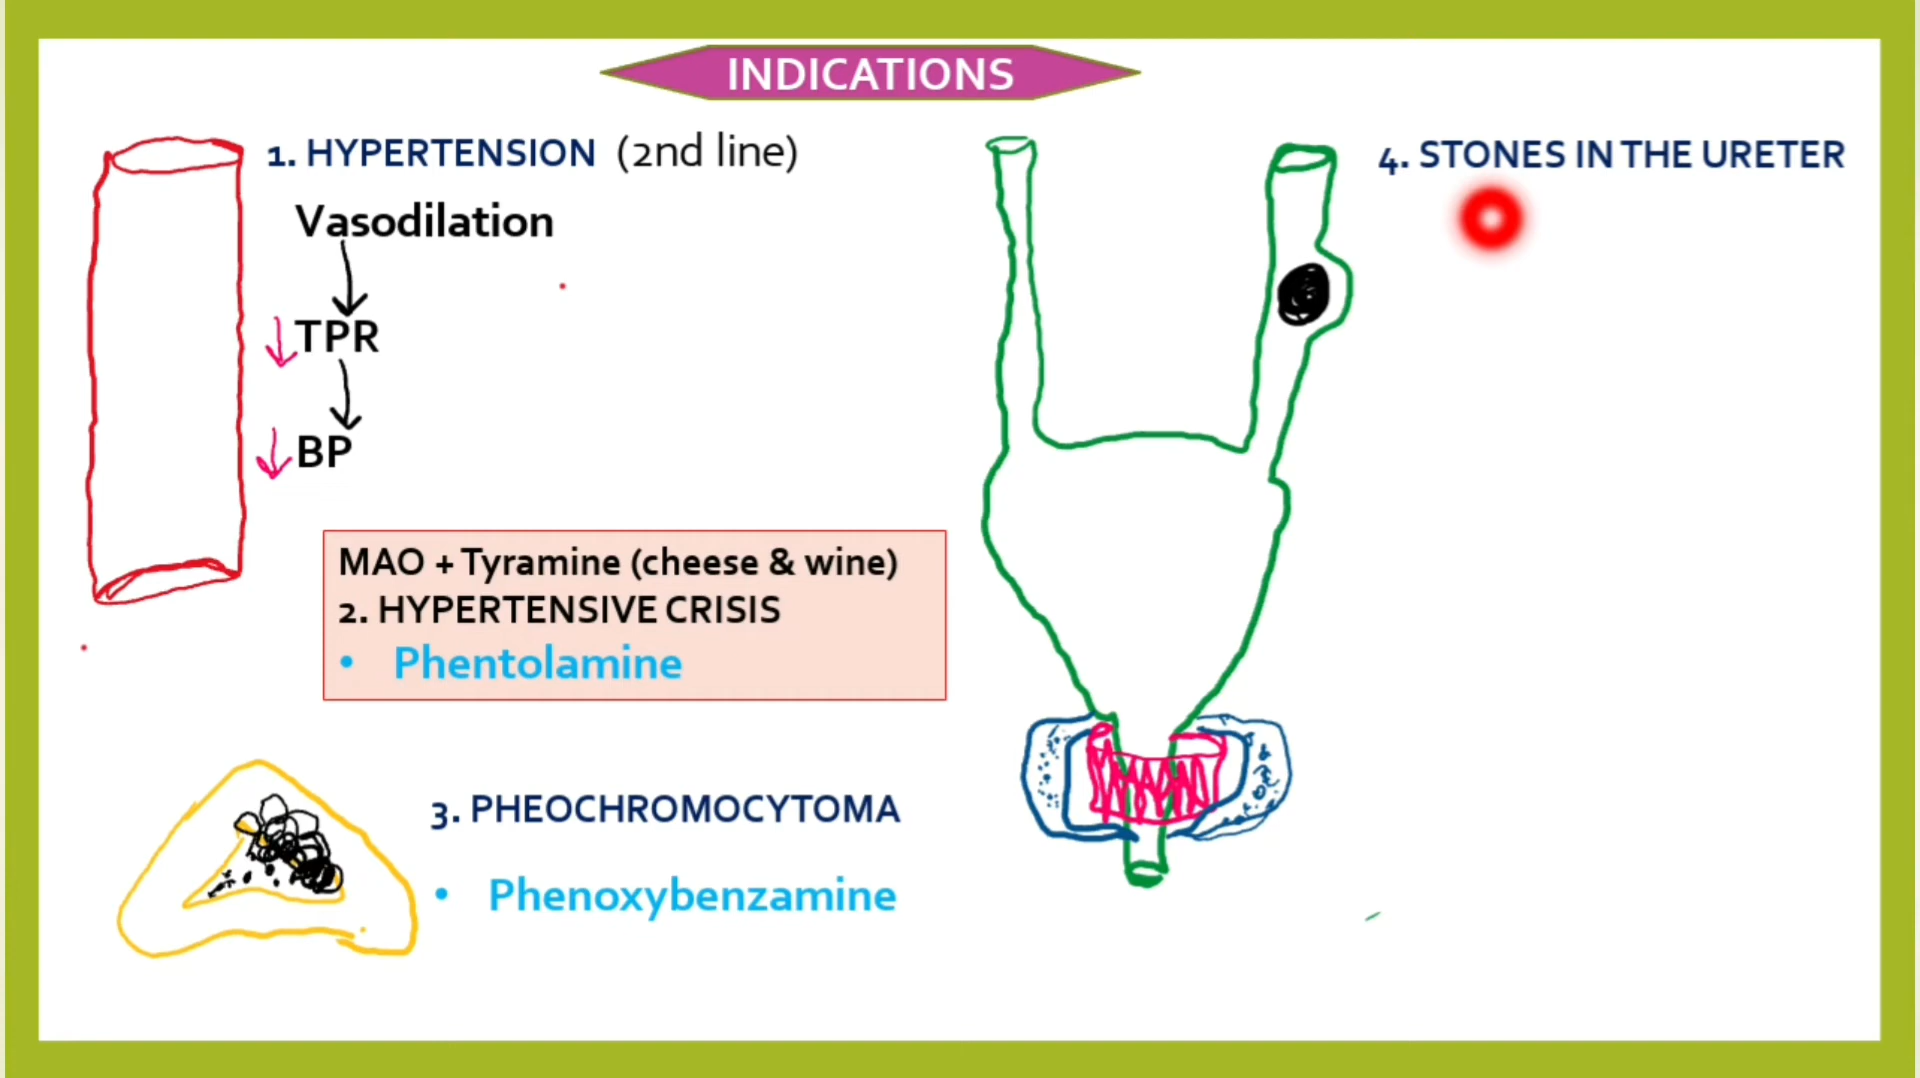 INDICATIONS
1. HYPERTENSION (2nd line)
Vasodilation
TPR
BP
MAO + Tyramine (cheese & wine)
2. HYPERTENSIVE CRISIS
• Phentolamine
3. PHEOCHROMOCYTOMA
• Phenoxybenzamine
4. STONES IN THE URETER